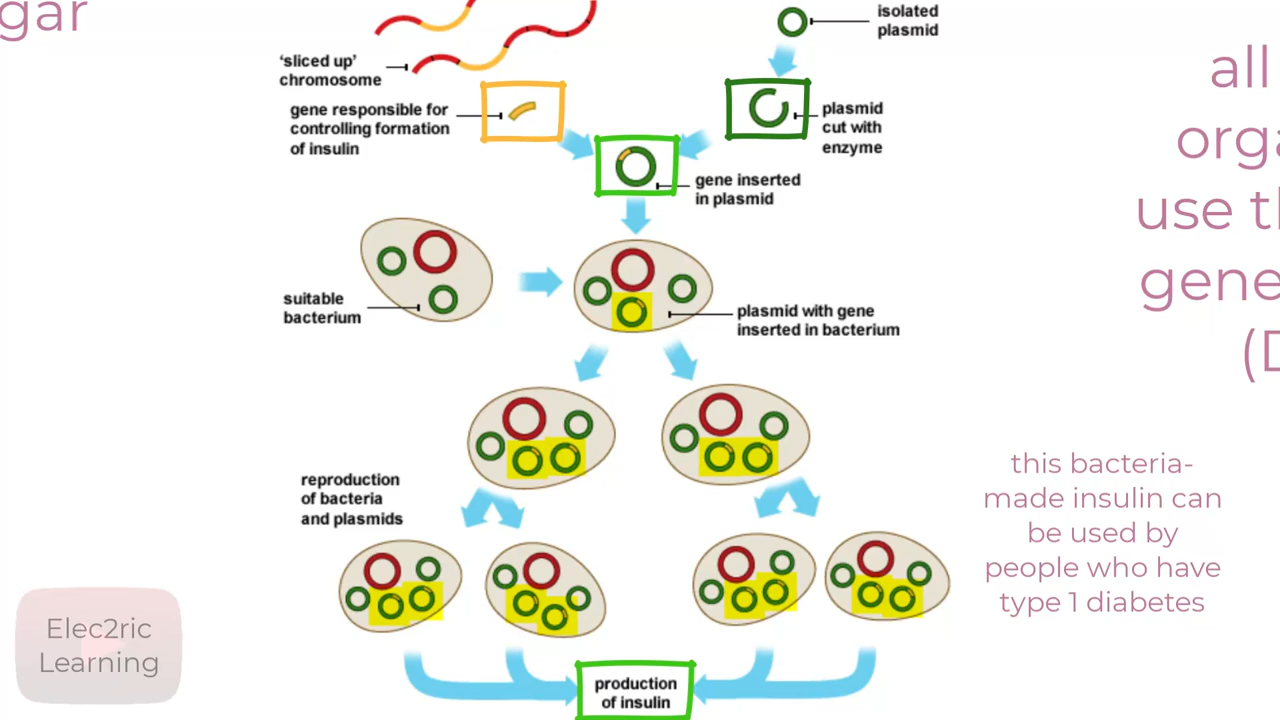 gar
isolated
plasmid
'sliced up'
chromosome
gene responsible for
controlling formation
of insulin
plasmid
cut with
enzyme
gene inserted
in plasmid
suitable
bacterium
plasmid with gene
inserted in bacterium
reproduction
of bacteria
and plasmids
production
of insulin
all
orga
use th
gene
(D
this bacteria-
made insulin can
be used by
people who have
type 1 diabetes
Elec2ric
Learning